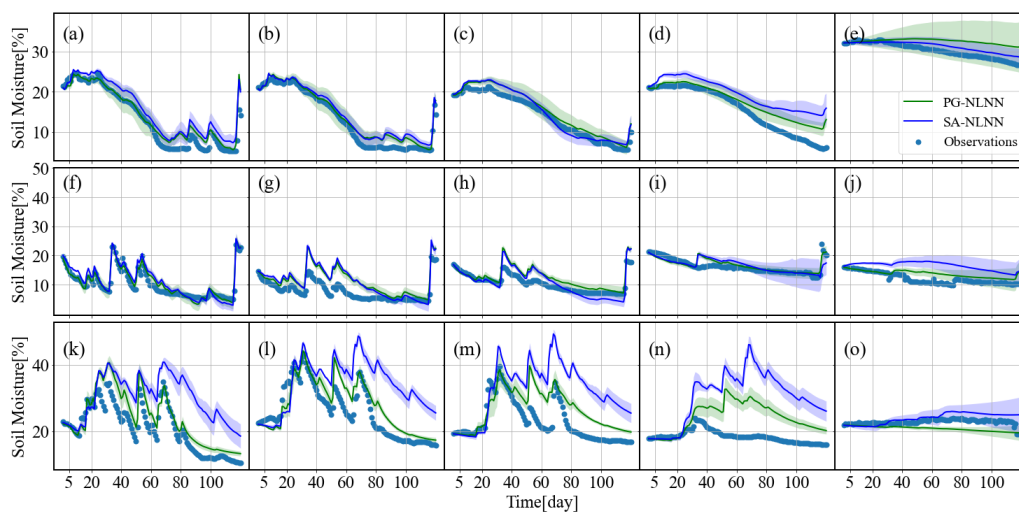 (a) (b) (c) (d) (e)
Soil Moisture[%]
30
20
10
PG-NLNN
SA-NLNN
Observations
(f) (g) (h) (i) (j)
Soil Moisture[%]
50
40
30
20
10
(k) (l) (m) (n) (o)
Soil Moisture[%]
40
20
5 20 40 60 80 100 5 20 40 60 80 100 5 20 40 60 80 100 5 20 40 60 80 100 5 20 40 60 80 100
Time[day]